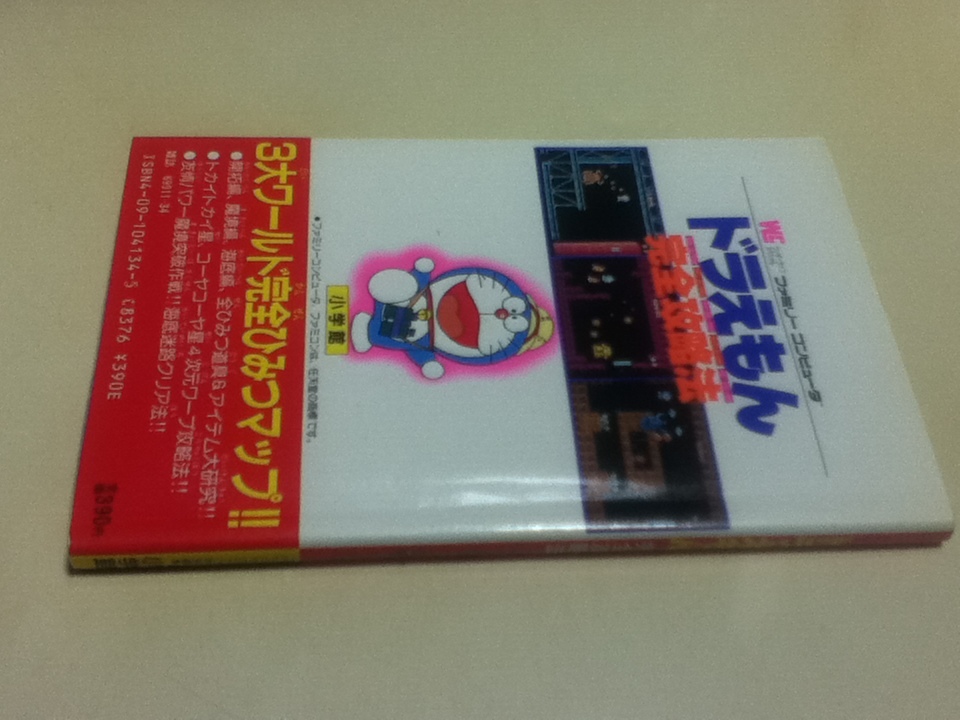 ファミリー コンピュータ
ドラえもん
完全攻略法
小学館
●ファミリーコンピュータ、ファミコンは、任天堂の商標です。
3大ワールド完全ひみつマップ!!
●開拓編、魔境編、海底編、全ひみつ道具&アイテム大研究!!
●トカイトカイ星、コーヤコーヤ星4次元ワープ攻略法!!
●友情パワー魔境突破作戦!!海底迷路クリア法!!
雑誌 69911-34
ISBN4-09-104134-5 C8376 ¥390E
定価390円